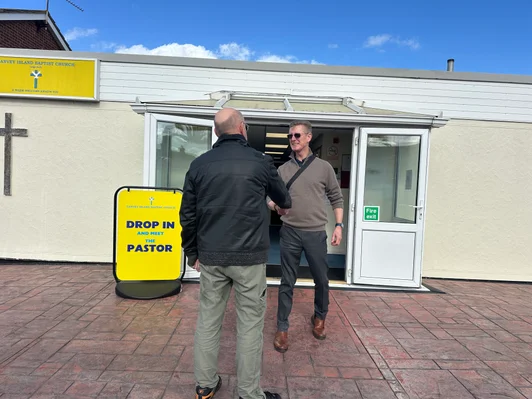 CANVEY ISLAND BAPTIST CHURCH
DROP IN
AND MEET
THE
PASTOR
Fire
exit